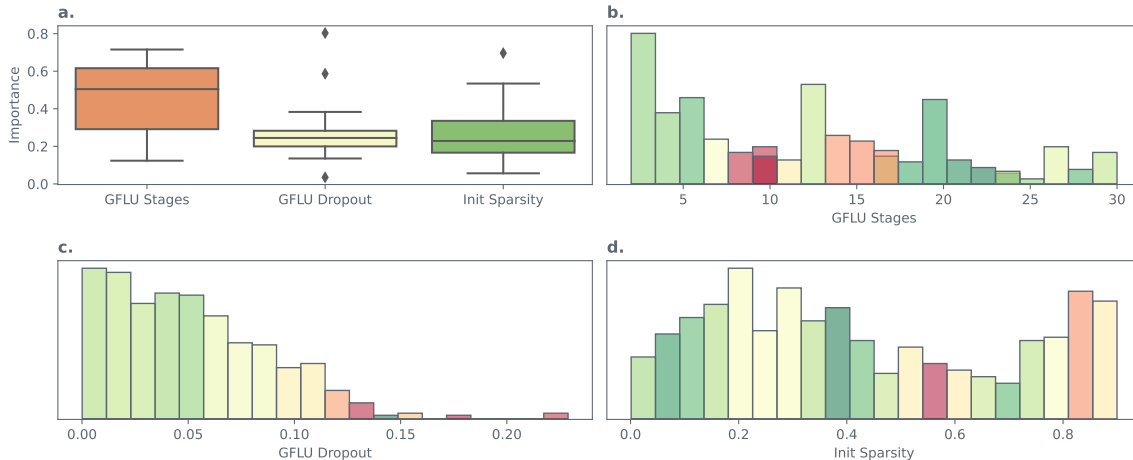 a.
Importance
0.8
0.6
0.4
0.2
0.0
GFLU Stages
GFLU Dropout
Init Sparsity
b.
5
10
15
20
25
30
GFLU Stages
c.
0.00
0.05
0.10
0.15
0.20
GFLU Dropout
d.
0.0
0.2
0.4
0.6
0.8
Init Sparsity